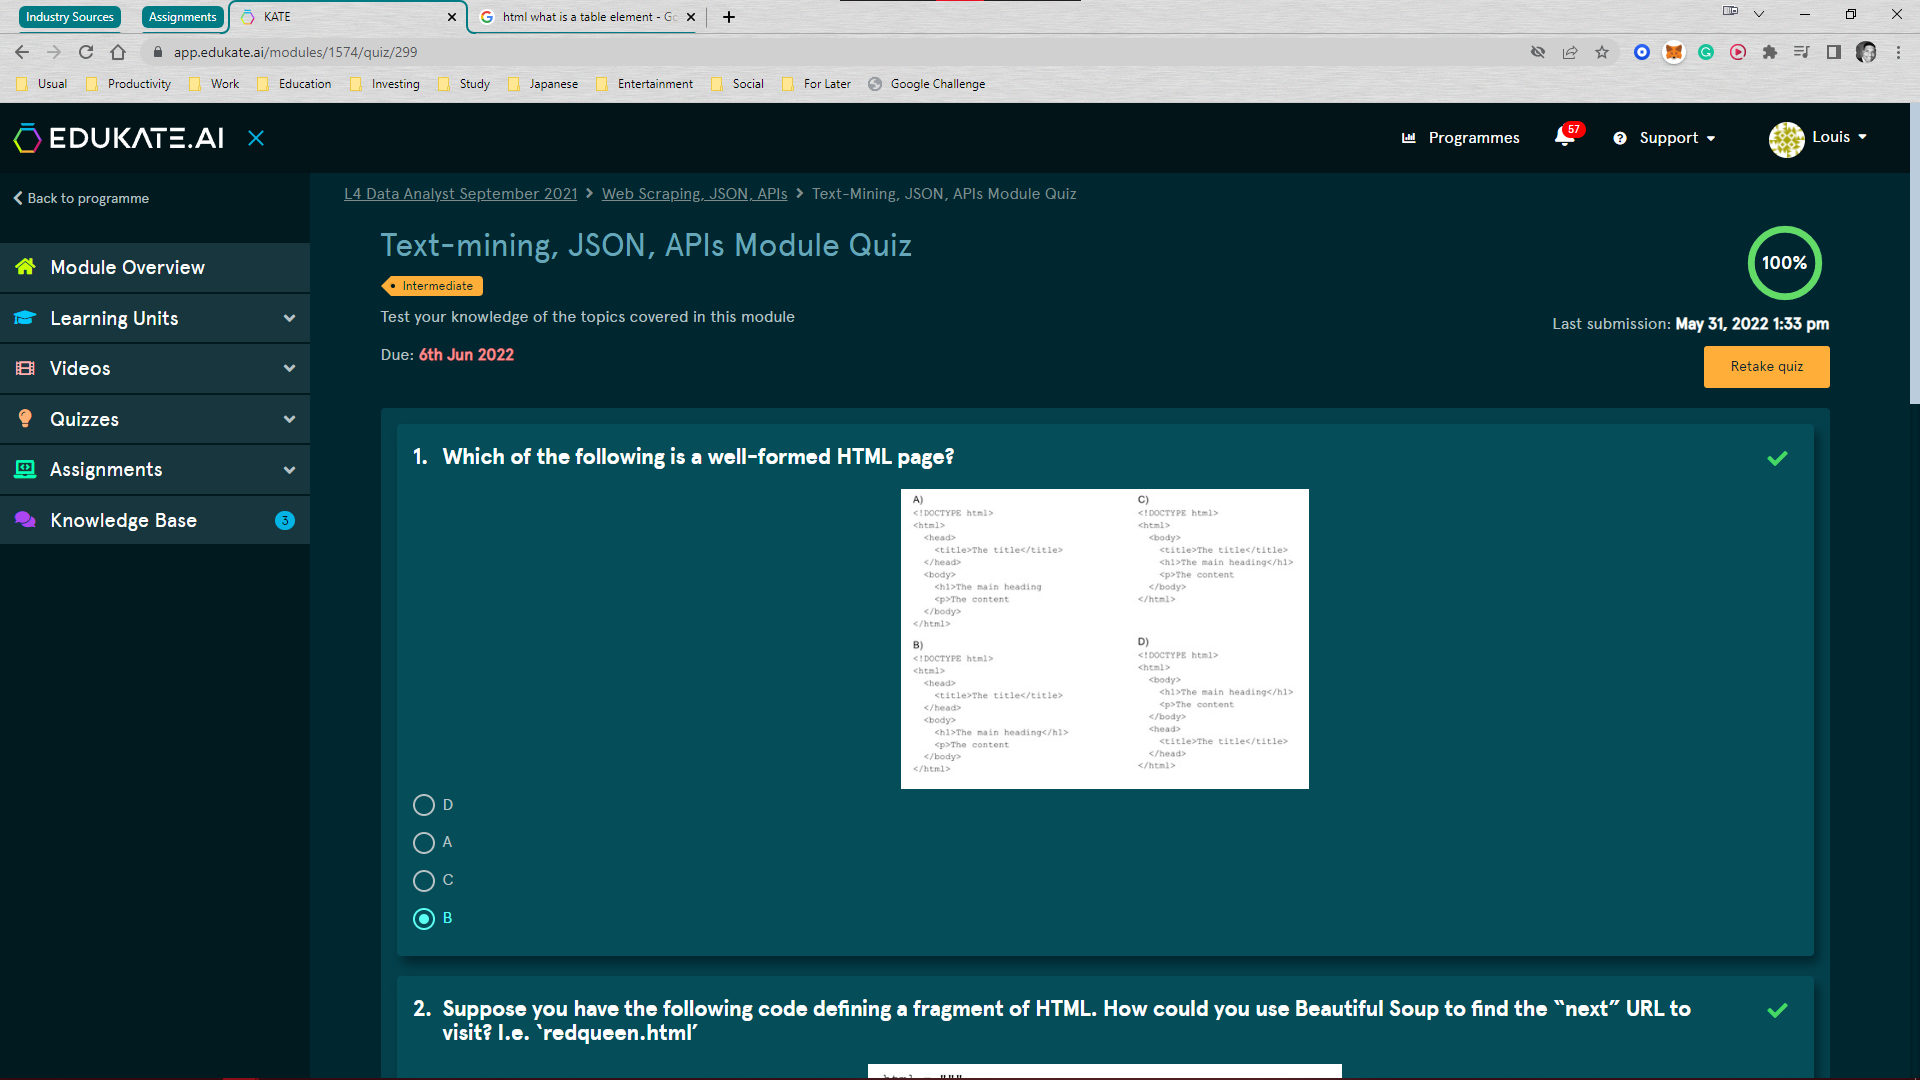 Industry Sources
Assignments
KATE
html what is a table element - Go
app.edukate.ai/modules/1574/quiz/299
Usual
Productivity
Work
Education
Investing
Study
Japanese
Entertainment
Social
For Later
Google Challenge
EDUKATE.AI
Programmes
57
Support
Louis
Back to programme
Module Overview
Learning Units
Videos
Quizzes
Assignments
Knowledge Base
3
L4 Data Analyst September 2021 > Web Scraping, JSON, APIs > Text-Mining, JSON, APIs Module Quiz
Text-mining, JSON, APIs Module Quiz
Intermediate
Test your knowledge of the topics covered in this module
Due: 6th Jun 2022
100%
Last submission: May 31, 2022 1:33 pm
Retake quiz
1. Which of the following is a well-formed HTML page?
A)
<!DOCTYPE html>
<html>
<head>
<title>The title</title>
</head>
<body>
<h1>The main heading
<p>The content
</body>
</html>
B)
<!DOCTYPE html>
<html>
<head>
<title>The title</title>
</head>
<body>
<h1>The main heading</h1>
<p>The content
</body>
</html>
C)
<!DOCTYPE html>
<html>
<body>
<title>The title</title>
<h1>The main heading</h1>
<p>The content
</body>
</html>
D)
<!DOCTYPE html>
<html>
<body>
<h1>The main heading</h1>
<p>The content
</body>
<head>
<title>The title</title>
</head>
</html>
D
A
C
B
2. Suppose you have the following code defining a fragment of HTML. How could you use Beautiful Soup to find the “next” URL to
visit? I.e. ‘redqueen.html’